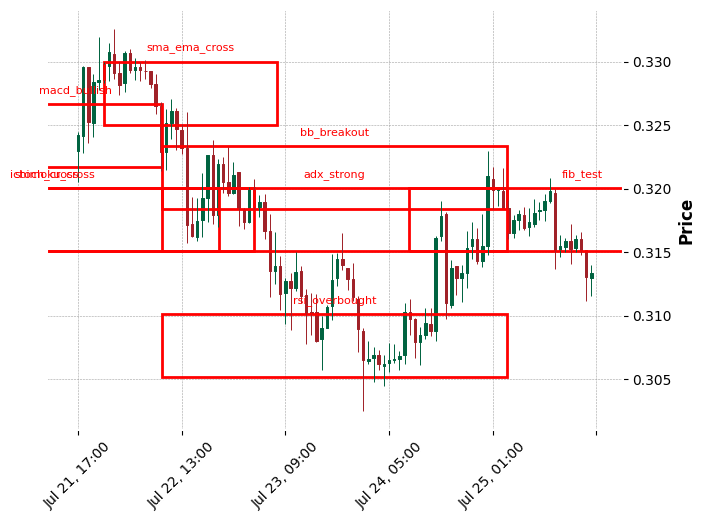 sma_ema_cross
0.330
macd_bullish
0.325
bb_breakout
adx_strong
fib_test
0.320
Price
0.315
rsi_overbought
0.310
0.305
Jul 21, 17:00
Jul 22, 13:00
Jul 23, 09:00
Jul 24, 05:00
Jul 25, 01:00